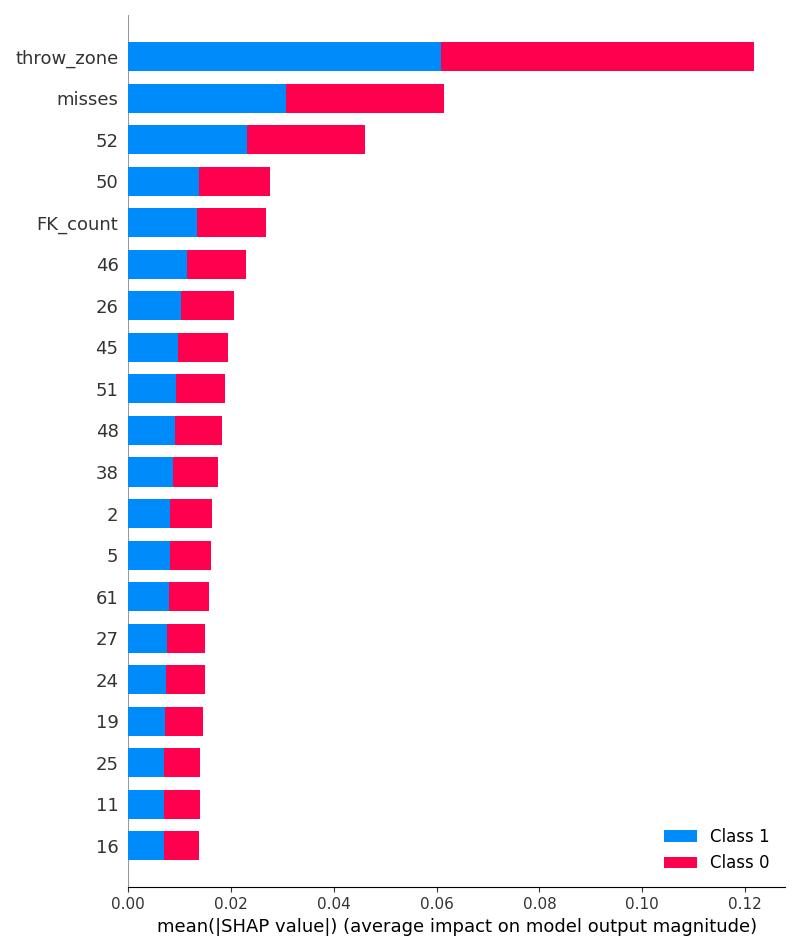 throw_zone
misses
52
50
FK_count
46
26
45
51
48
38
2
5
61
27
24
19
25
11
16
Class 1
Class 0
0.00 0.02 0.04 0.06 0.08 0.10 0.12
mean(|SHAP value|) (average impact on model output magnitude)